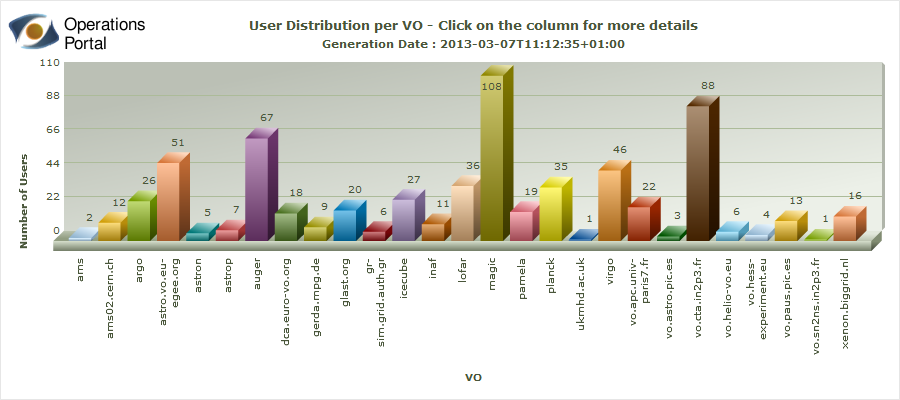 Operations
Portal
User Distribution per VO - Click on the column for more details
Generation Date : 2013-03-07T11:12:35+01:00
Number of Users
110
88
66
44
22
0
2
12
26
51
5
7
67
18
9
20
6
27
11
36
108
19
35
1
46
22
3
88
6
4
13
1
16
ams
ams02.cern.ch
argo
astro.vo.eu-
egee.org
astron
astrop
auger
dca.euro-vo.org
gerda.mpg.de
glast.org
gr-
sim.grid.auth.gr
icecube
inaf
lofar
magic
pamela
planck
ukmhd.ac.uk
virgo
vo.apc.univ-
paris7.fr
vo.astro.pic.es
vo.cta.in2p3.fr
vo.helio-vo.eu
vo.hess-
experiment.eu
vo.paus.pic.es
vo.sn2ns.in2p3.fr
xenon.biggrid.nl
VO